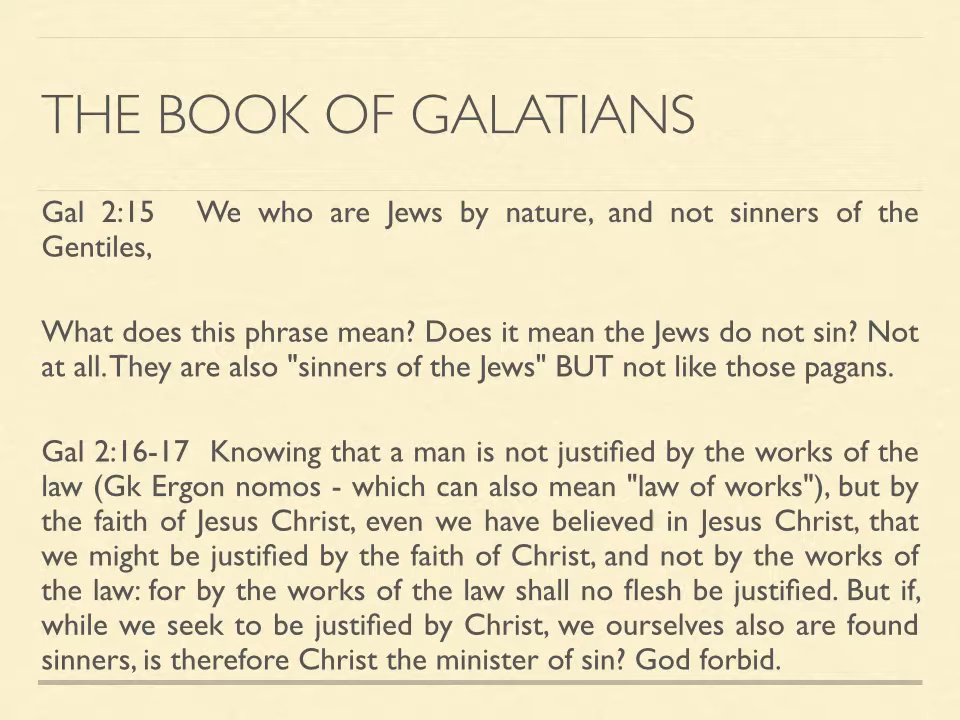 THE BOOK OF GALATIANS
Gal 2:15 We who are Jews by nature, and not sinners of the
Gentiles,
What does this phrase mean? Does it mean the Jews do not sin? Not
at all. They are also "sinners of the Jews" BUT not like those pagans.
Gal 2:16-17 Knowing that a man is not justified by the works of the
law (Gk Ergon nomos - which can also mean "law of works"), but by
the faith of Jesus Christ, even we have believed in Jesus Christ, that
we might be justified by the faith of Christ, and not by the works of
the law: for by the works of the law shall no flesh be justified. But if,
while we seek to be justified by Christ, we ourselves also are found
sinners, is therefore Christ the minister of sin? God forbid.